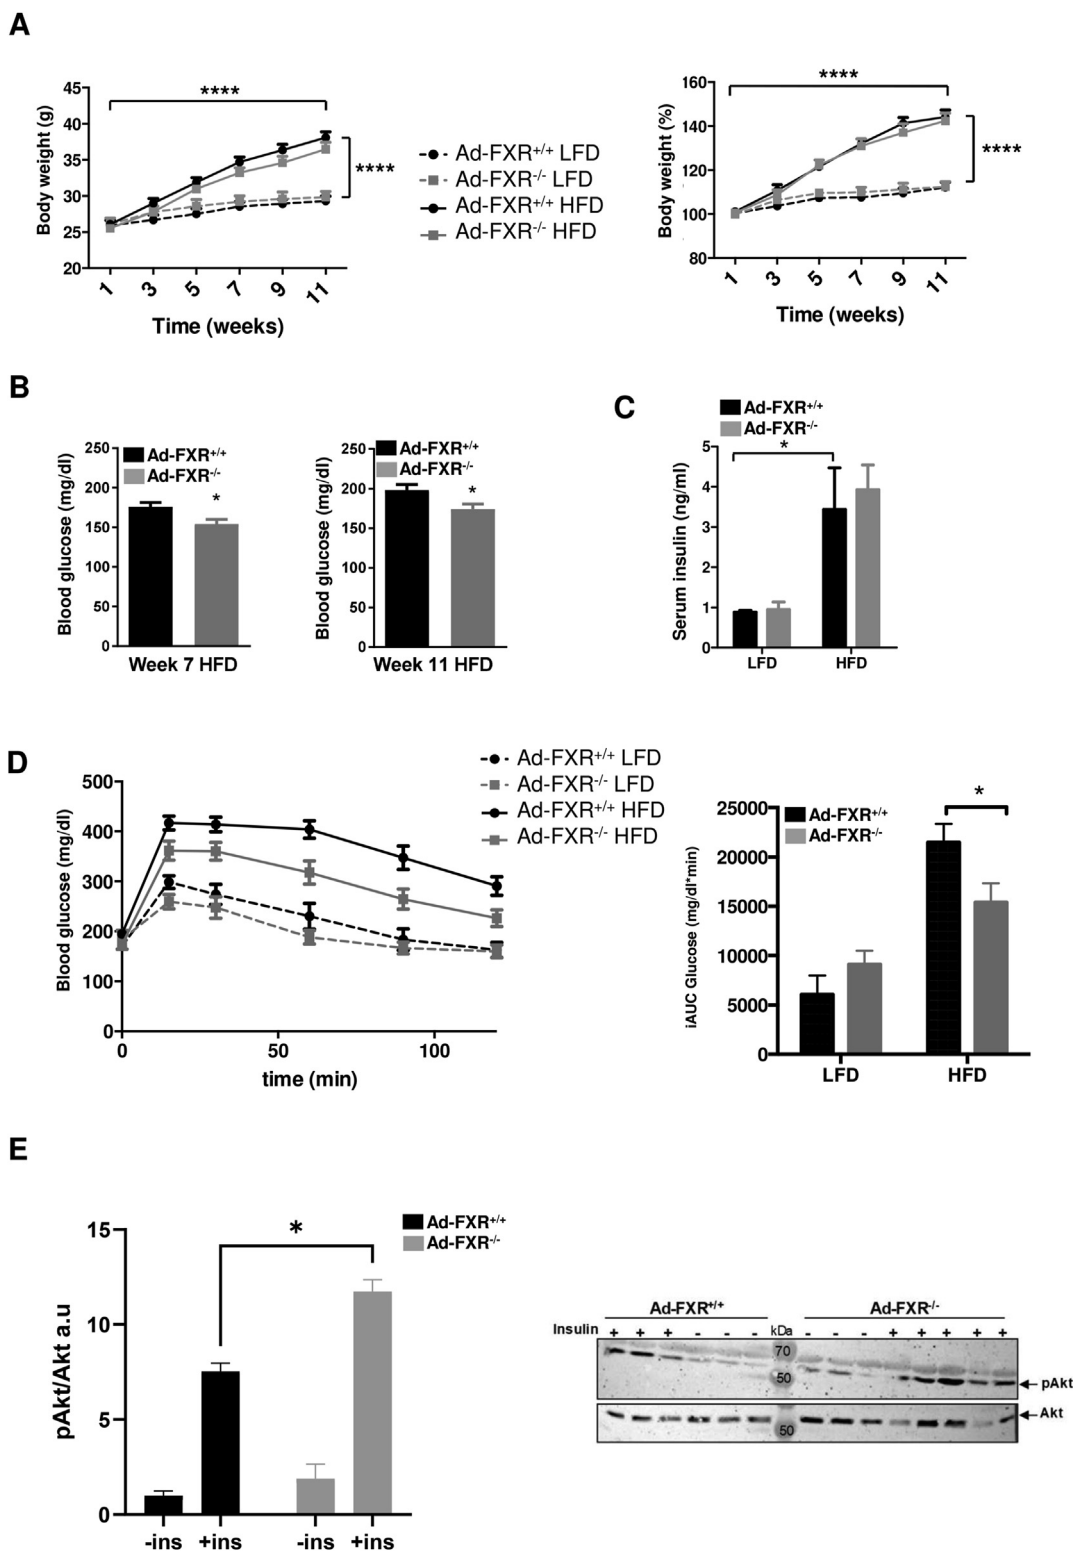 A
****
45
40
35
30
25
20
Body weight (g)
****
1 3 5 7 9 11
Time (weeks)
Ad-FXR+/+ LFD
Ad-FXR-/- LFD
Ad-FXR+/+ HFD
Ad-FXR-/- HFD
****
160
140
120
100
80
Body weight (%)
****
1 3 5 7 9 11
Time (weeks)
B
250
200
150
100
50
0
Blood glucose (mg/dl)
Ad-FXR+/+
Ad-FXR-/-
*
Week 7 HFD
250
200
150
100
50
0
Blood glucose (mg/dl)
Ad-FXR+/+
Ad-FXR-/-
*
Week 11 HFD
C
Ad-FXR+/+
Ad-FXR-/-
*
5
4
3
2
1
0
Serum insulin (ng/ml)
LFD HFD
D
500
400
300
200
100
0
Blood glucose (mg/dl)
0 50 100
time (min)
Ad-FXR+/+ LFD
Ad-FXR-/- LFD
Ad-FXR+/+ HFD
Ad-FXR-/- HFD
25000
20000
15000
10000
5000
0
iAUC Glucose (mg/dl*min)
Ad-FXR+/+
Ad-FXR-/-
*
LFD HFD
E
15
10
5
0
pAkt/Akt a.u
*
Ad-FXR+/+
Ad-FXR-/-
-ins +ins -ins +ins
Ad-FXR+/+ Ad-FXR-/-
Insulin + + + - - - kDa - - - + + + + +
70
50
pAkt
Akt
50